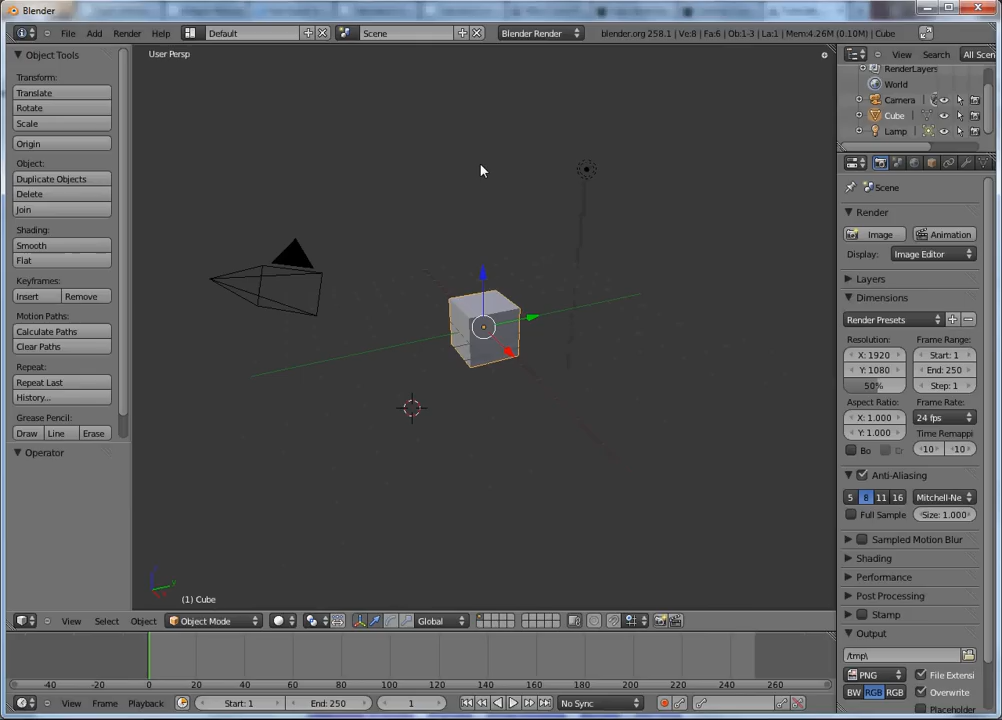 Blender
File Add Render Help Default Scene Blender Render blender.org 258.1 | Ve:8 | Fa:6 | Ob:1-3 | La:1 | Mem:4.26M (0.10M) | Cube
Object Tools
Transform:
Translate
Rotate
Scale
Origin
Object:
Duplicate Objects
Delete
Join
Shading:
Smooth
Flat
Keyframes:
Insert Remove
Motion Paths:
Calculate Paths
Clear Paths
Repeat:
Repeat Last
History...
Grease Pencil:
Draw Line Erase
Operator
User Persp
(1) Cube
View Select Object Object Mode Global
-40 -20 0 20 40 60 80 100 120 140 160 180 200 220 240 260
View Frame Playback Start: 1 End: 250 1 No Sync
View Search All Scen
RenderLayers
World
Camera
Cube
Lamp
Scene
Render
Image Animation
Display: Image Editor
Layers
Dimensions
Render Presets
Resolution: Frame Range:
X: 1920 Start: 1
Y: 1080 End: 250
50% Step: 1
Aspect Ratio: Frame Rate:
X: 1.000 24 fps
Y: 1.000 Time Remappi
Bo 10 10
Anti-Aliasing
5 8 11 16 Mitchell-Ne
Full Sample Size: 1.000
Sampled Motion Blur
Shading
Performance
Post Processing
Stamp
Output
/tmp\
PNG File Extensi
BW RGB RGB Overwrite
Placeholder